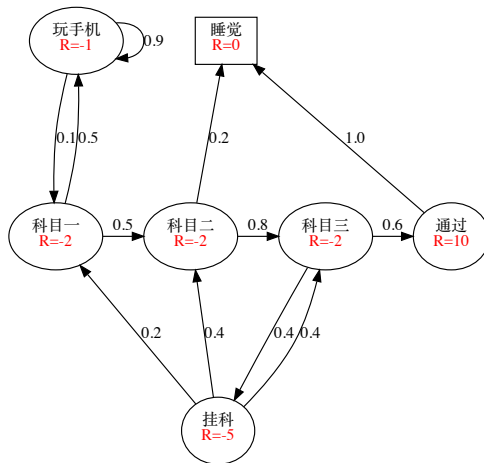 玩手机
R=-1
0.9
睡觉
R=0
0.1
0.5
0.2
1.0
科目一
R=-2
0.5
科目二
R=-2
0.8
科目三
R=-2
0.6
通过
R=10
0.2
0.4
0.4
0.4
挂科
R=-5